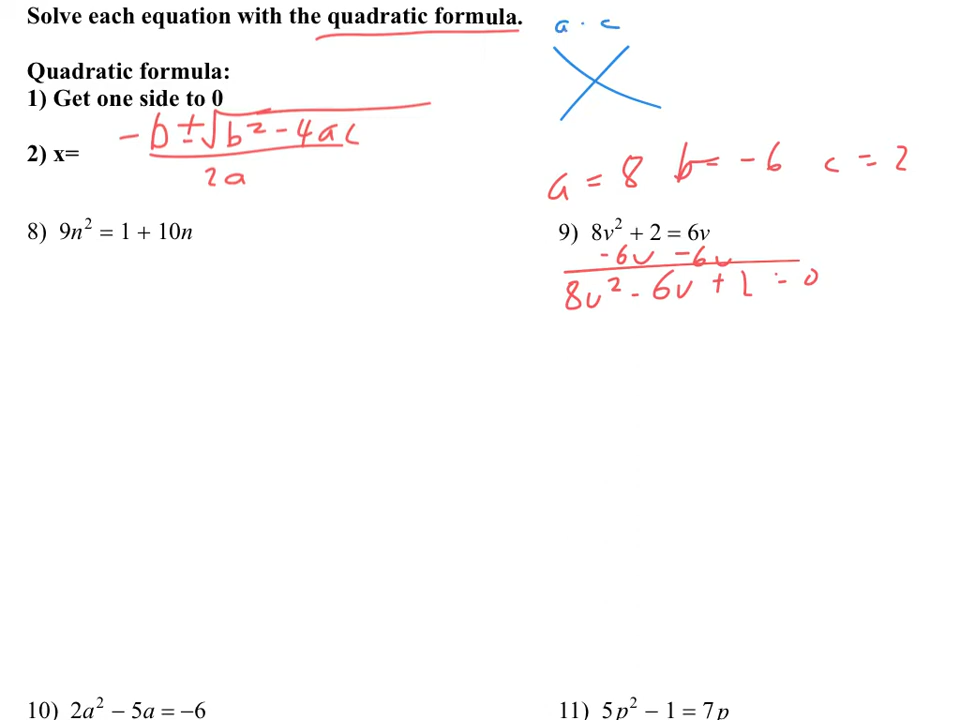 Solve each equation with the quadratic formula.
a · c
Quadratic formula:
1) Get one side to 0
-b ± √b² - 4ac
2) x=
2a
a = 8 b = -6 c = 2
8) 9n² = 1 + 10n
9) 8v² + 2 = 6v
-6v -6v
8v² - 6v + 2 = 0
10) 2a² − 5a = −6
11) 5p² − 1 = 7p